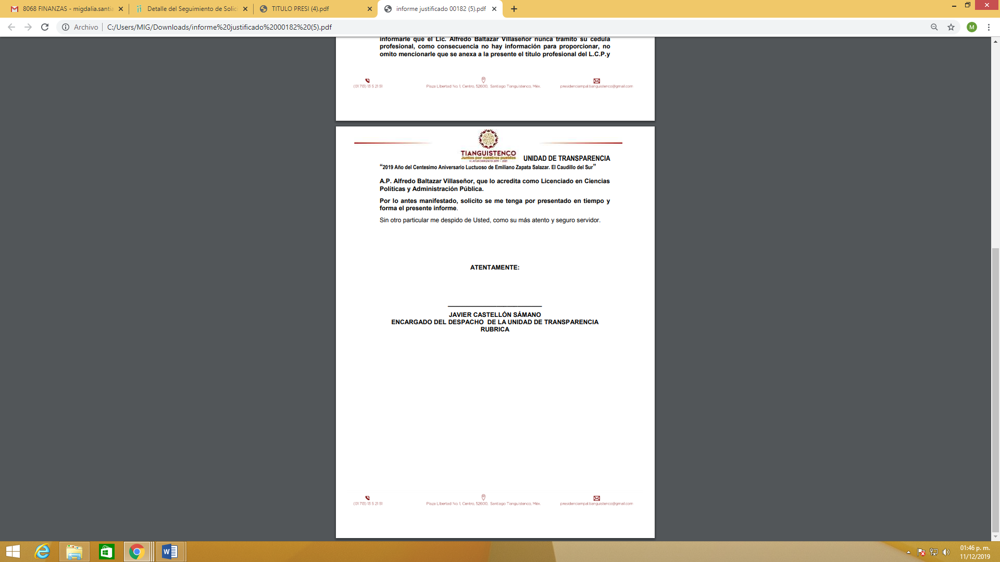 8068 FINANZAS - migdalia.santia
Detalle del Seguimiento de Solici
TITULO PRESI (4).pdf
informe justificado 00182 (5).pdf
Archivo
C:/Users/MIG/Downloads/informe%20justificado%2000182%20(5).pdf
M
informarle que el Lic. Alfredo Baltazar Villaseñor nunca tramito su cedula
profesional, como consecuencia no hay información para proporcionar, no
omito mencionarle que se anexa a la presente el título profesional del L.C.P.y
(01 713) 13 5 21 51
Plaza Libertad No. 1, Centro, 52600, Santiago Tianguistenco, Méx.
presidenciampal.tianguistenco@gmail.com
TIANGUISTENCO
Juntos por nuestros pueblos
H. AYUNTAMIENTO 2019 - 2021
UNIDAD DE TRANSPARENCIA
“2019 Año del Centesimo Aniversario Luctuoso de Emiliano Zapata Salazar. El Caudillo del Sur”
A.P. Alfredo Baltazar Villaseñor, que lo acredita como Licenciado en Ciencias
Políticas y Administración Pública.
Por lo antes manifestado, solicito se me tenga por presentado en tiempo y
forma el presente informe.
Sin otro particular me despido de Usted, como su más atento y seguro servidor.
ATENTAMENTE:
JAVIER CASTELLÓN SÁMANO
ENCARGADO DEL DESPACHO DE LA UNIDAD DE TRANSPARENCIA
RUBRICA
(01 713) 13 5 21 51
Plaza Libertad No. 1, Centro, 52600, Santiago Tianguistenco, Méx.
presidenciampal.tianguistenco@gmail.com
01:46 p. m.
11/12/2019